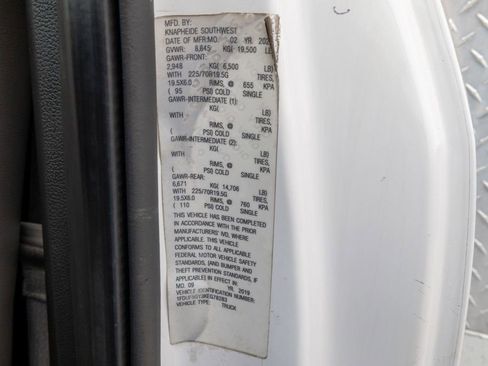 MFD. BY:
KNAPHEIDE SOUTHWEST
DATE OF MFR:MO. 02 YR. 202
GVWR: 8,845 KG( 19,500 LB
GAWR-FRONT:
2,948 KG( 6,500 LB)
WITH 225/70R19.5G TIRES,
19.5X6.0 RIMS, @ 655 KPA
( 95 PSI) COLD SINGLE
GAWR-INTERMEDIATE (1):
KG( LB)
WITH TIRES,
RIMS, @ KPA
( PSI) COLD SINGLE
GAWR-INTERMEDIATE (2):
KG( LB)
WITH TIRES,
RIMS, @ KPA
( PSI) COLD SINGLE
GAWR-REAR:
6,671 KG( 14,706 LB)
WITH 225/70R19.5G TIRES,
19.5X6.0 RIMS, @ 760 KPA
( 110 PSI) COLD SINGLE
THIS VEHICLE HAS BEEN COMPLETED
IN ACCORDANCE WITH THE PRIOR
MANUFACTURERS' IVD, WHERE
APPLICABLE. THIS VEHICLE
CONFORMS TO ALL APPLICABLE
FEDERAL MOTOR VEHICLE SAFETY
STANDARDS, (AND BUMPER AND
THEFT PREVENTION STANDARDS, IF
APPLICABLE) IN EFFECT IN:
MO. 09 YR. 2019
VEHICLE IDENTIFICATION NUMBER:
VEHICLE TYPE: TRUCK